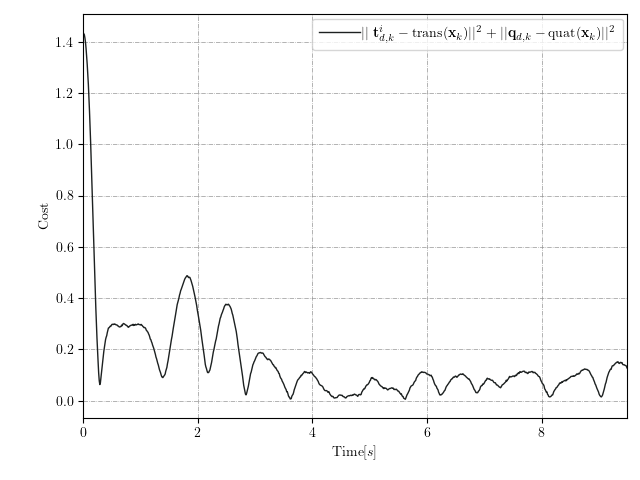 || t^i_{d,k} − trans(x_k)||^2 + ||q_{d,k} − quat(x_k)||^2
1.4
1.2
1.0
0.8
0.6
0.4
0.2
0.0
Cost
0 2 4 6 8
Time[s]